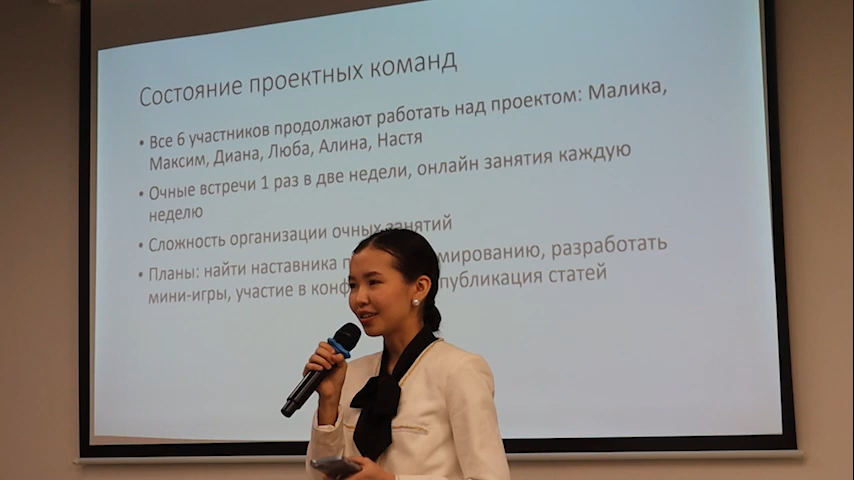 Состояние проектных команд
• Все 6 участников продолжают работать над проектом: Малика,
Максим, Диана, Люба, Алина, Настя
• Очные встречи 1 раз в две недели, онлайн занятия каждую
неделю
• Сложность организации очных занятий
• Планы: найти наставника разработать
мини-игры, участие в публикация статей